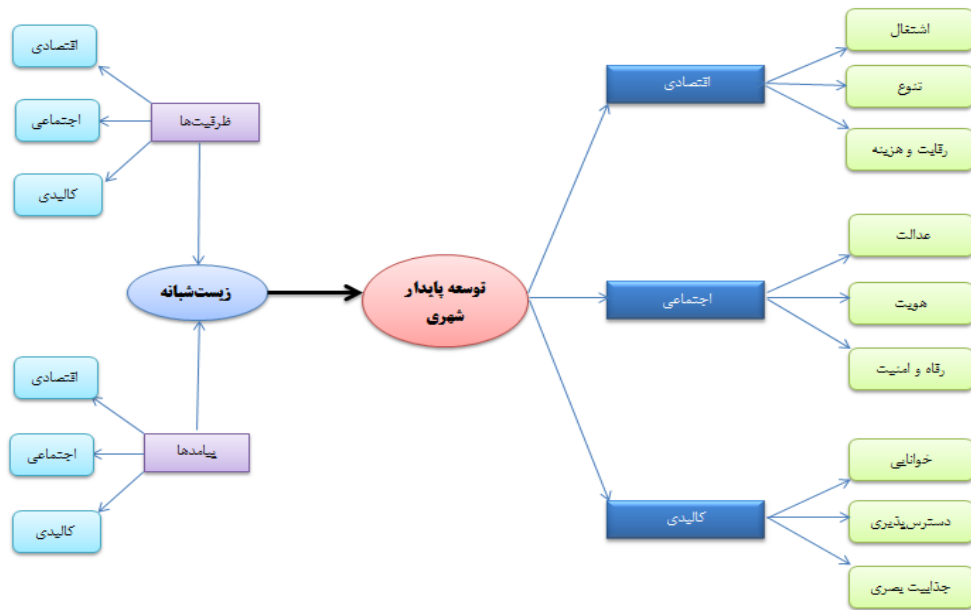 اشتغال
اقتصادی
اقتصادی
تنوع
ظرفیت‌ها
اجتماعی
رقابت و هزینه
کالبدی
عدالت
زیست‌شبانه
توسعه پایدار
شهری
اجتماعی
هویت
رفاه و امنیت
اقتصادی
پیامدها
اجتماعی
خوانایی
کالبدی
دسترس‌پذیری
کالبدی
جذابیت بصری